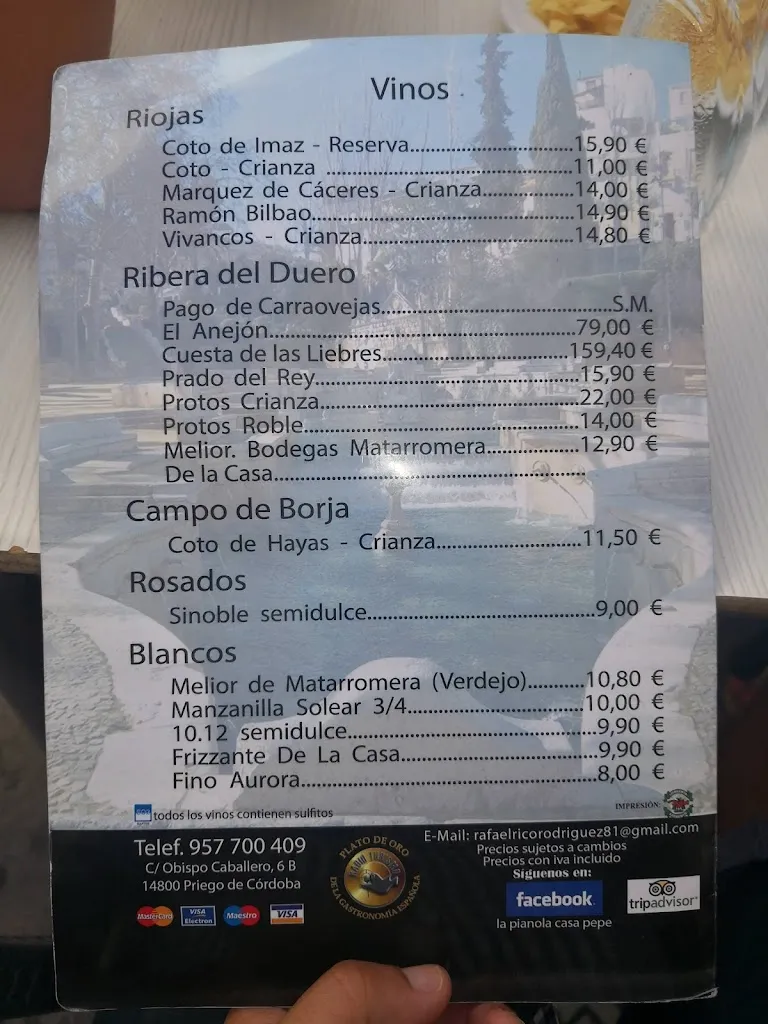 Vinos
Riojas
Coto de Imaz - Reserva..........................15,90 €
Coto - Crianza .......................................11,00 €
Marquez de Cáceres - Crianza...............14,00 €
Ramón Bilbao..........................................14,90 €
Vivancos - Crianza..................................14,80 €
Ribera del Duero
Pago de Carraovejas.....................................S.M.
El Anejón.................................................79,00 €
Cuesta de las Liebres.............................159,40 €
Prado del Rey..........................................15,90 €
Protos Crianza.........................................22,00 €
Protos Roble............................................14,00 €
Melior. Bodegas Matarromera...............12,90 €
De la Casa..................................................
Campo de Borja
Coto de Hayas - Crianza.......................11,50 €
Rosados
Sinoble semidulce....................................9,00 €
Blancos
Melior de Matarromera (Verdejo)..........10,80 €
Manzanilla Solear 3/4............................10,00 €
10.12 semidulce.......................................9,90 €
Frizzante De La Casa...............................9,90 €
Fino Aurora...............................................8,00 €
todos los vinos contienen sulfitos
IMPRESIÓN:
Telef. 957 700 409
C/ Obispo Caballero, 6 B
14800 Priego de Córdoba
MasterCard VISA Electron Maestro VISA
PLATO DE ORO
DE LA GASTRONOMÍA ESPAÑOLA
E-Mail: rafaelricorodriguez81@gmail.com
Precios sujetos a cambios
Precios con iva incluido
Síguenos en:
facebook
tripadvisor
la pianola casa pepe